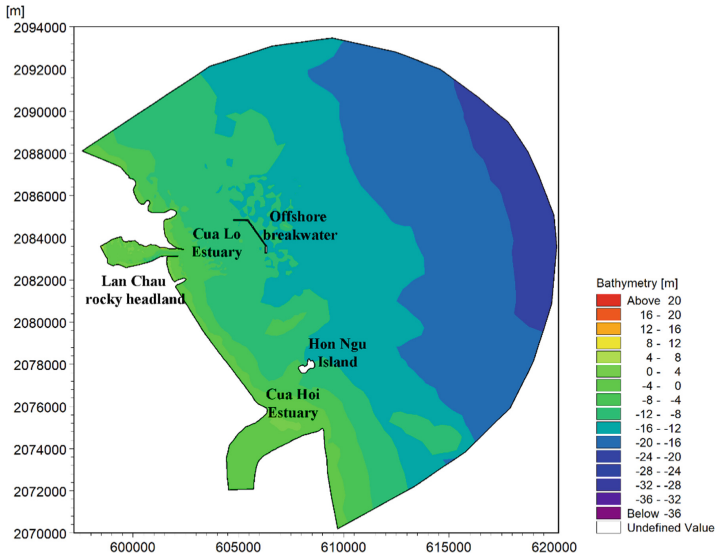 [m]
2094000
2092000
2090000
2088000
2086000
2084000
2082000
2080000
2078000
2076000
2074000
2072000
2070000
600000
605000
610000
615000
620000
Offshore
breakwater
Cua Lo
Estuary
Lan Chau
rocky headland
Hon Ngu
Island
Cua Hoi
Estuary
Bathymetry [m]
Above 20
16 - 20
12 - 16
8 - 12
4 - 8
0 - 4
-4 - 0
-8 - -4
-12 - -8
-16 - -12
-20 - -16
-24 - -20
-28 - -24
-32 - -28
-36 - -32
Below -36
Undefined Value